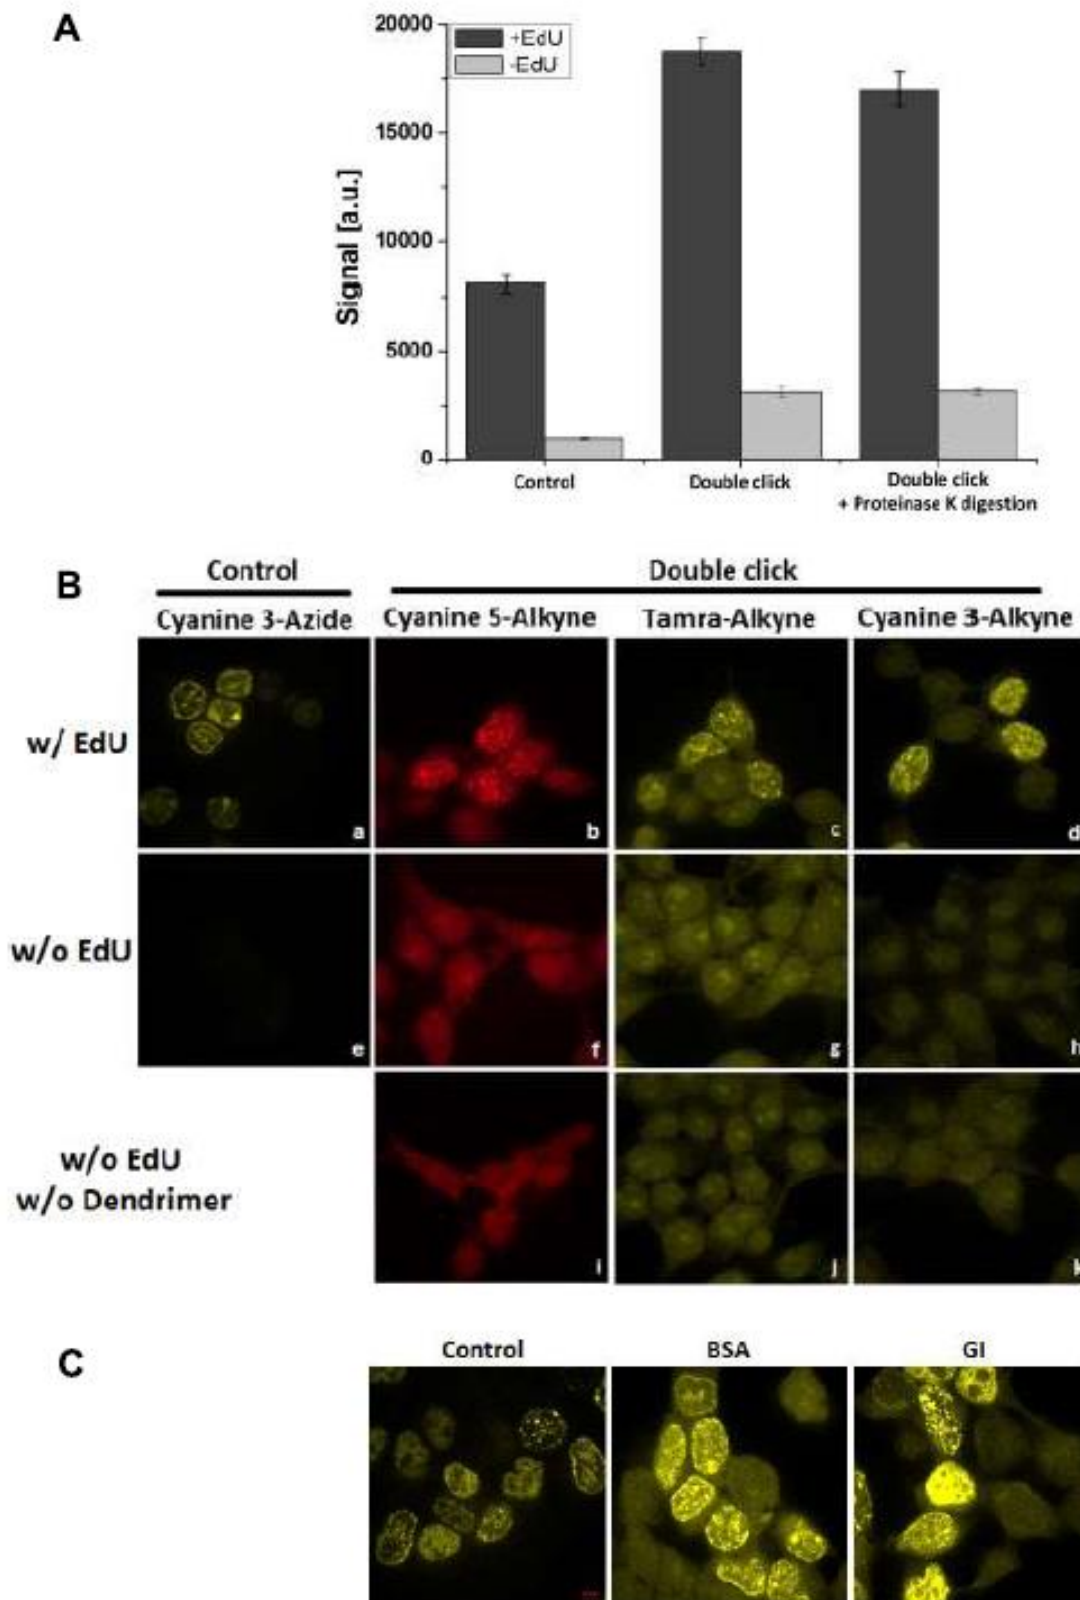 A
20000
15000
10000
5000
0
Signal [a.u.]
+EdU
-EdU
Control
Double click
Double click
+ Proteinase K digestion
B
Control
Double click
Cyanine 3-Azide
Cyanine 5-Alkyne
Tamra-Alkyne
Cyanine 3-Alkyne
w/ EdU
a
b
c
d
w/o EdU
e
f
g
h
w/o EdU
w/o Dendrimer
i
j
k
C
Control
BSA
GI